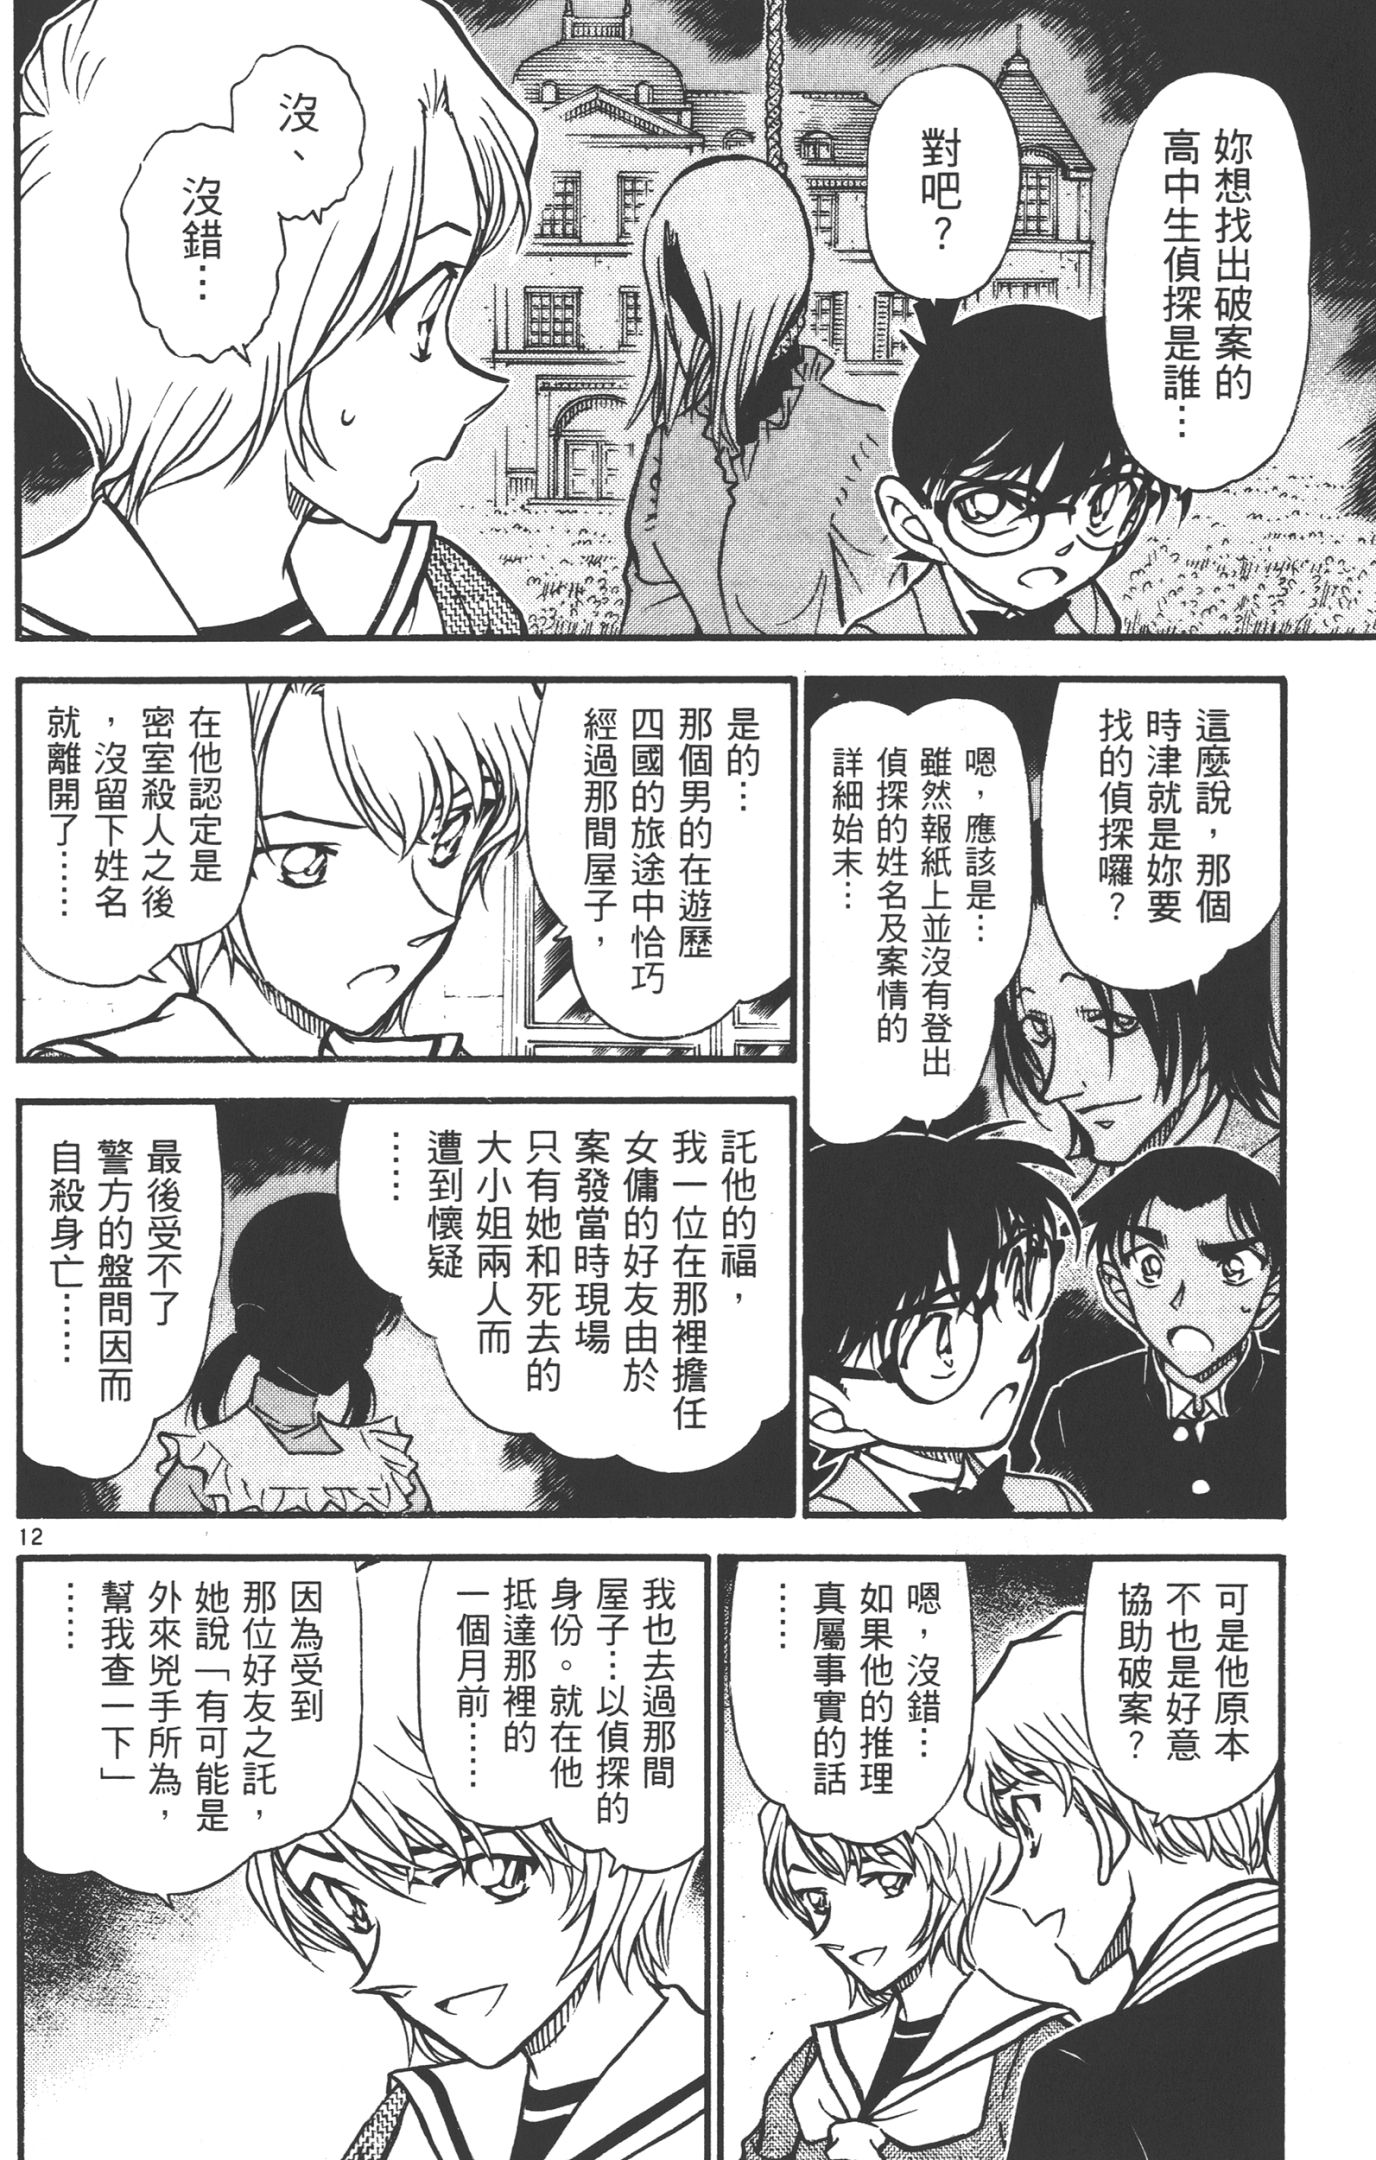 妳想找出破案的
高中生偵探是誰…
對吧？
沒、
沒錯…
這麼說，那個
時津就是妳要
找的偵探囉？
嗯，應該是…
雖然報紙上並沒有登出
偵探的姓名及案情的
詳細始末…
是的…
那個男的在遊歷
四國的旅途中恰巧
經過那間屋子，
在他認定是
密室殺人之後
，沒留下姓名
就離開了……
託他的福，
我一位在那裡擔任
女傭的好友由於
案發當時現場
只有她和死去的
大小姐兩人而
遭到懷疑
……
最後受不了
警方的盤問因而
自殺身亡……
12
可是他原本
不也是好意
協助破案？
嗯，沒錯…
如果他的推理
真屬事實的話
……
我也去過那間
屋子…以偵探的
身份。就在他
抵達那裡的
一個月前……
因為受到
那位好友之託，
她說「有可能是
外來兇手所為，
幫我查一下」
……